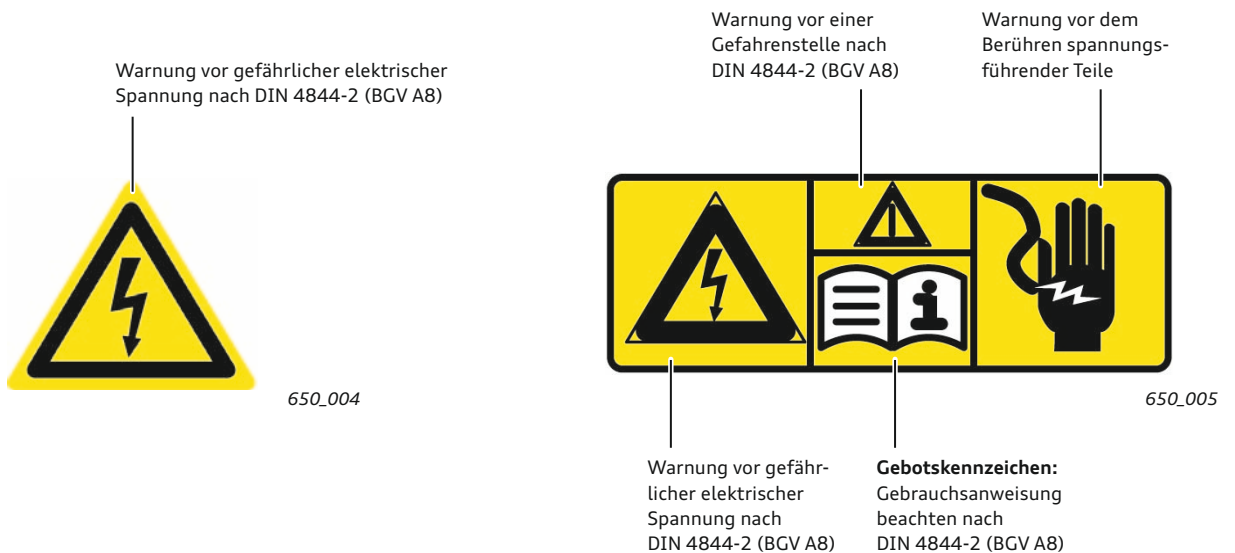 Warnung vor gefährlicher elektrischer
Spannung nach DIN 4844-2 (BGV A8)
650_004
Warnung vor einer
Gefahrenstelle nach
DIN 4844-2 (BGV A8)
Warnung vor dem
Berühren spannungs-
führender Teile
650_005
Warnung vor gefähr-
licher elektrischer
Spannung nach
DIN 4844-2 (BGV A8)
Gebotskennzeichen:
Gebrauchsanweisung
beachten nach
DIN 4844-2 (BGV A8)